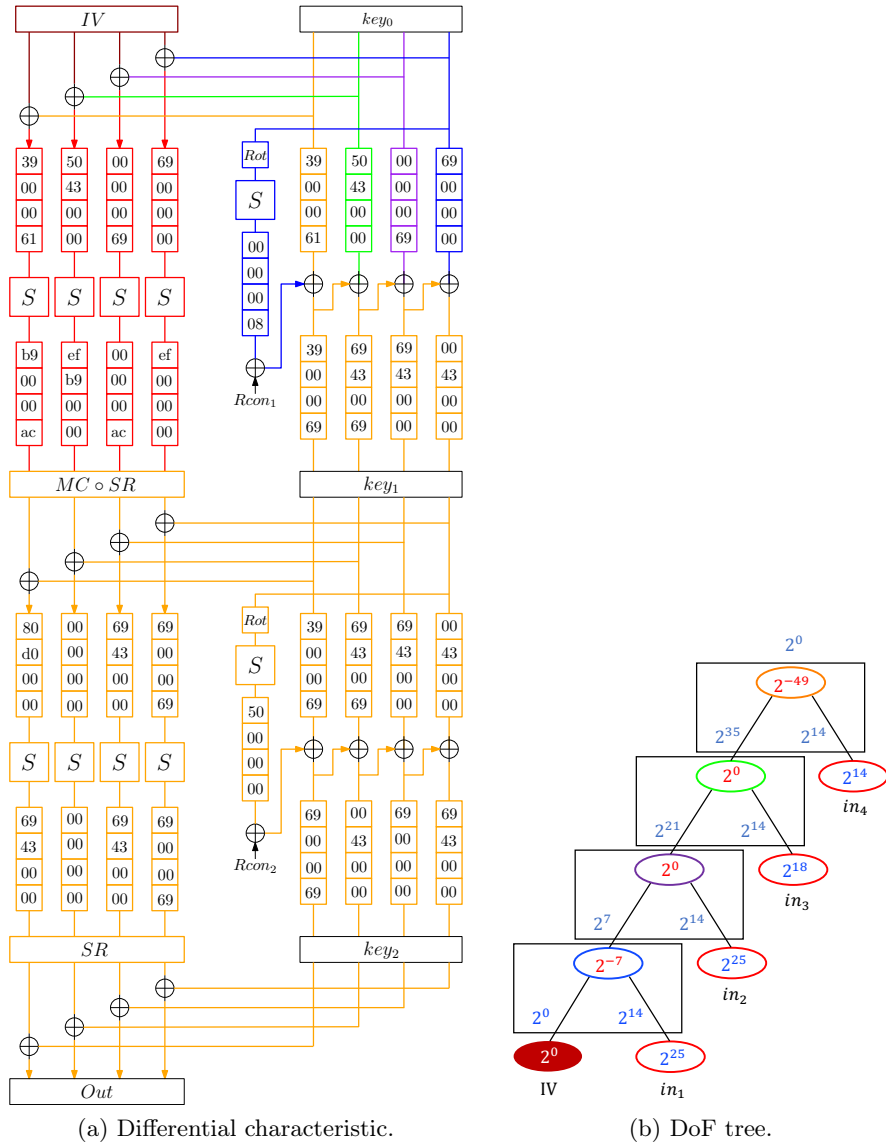 IV key₀
Rot
39 50 00 69 39 50 00 69
00 43 00 00 00 43 00 00
00 00 00 00 00 00 00 00
61 00 69 00 61 00 69 00
S
00
00
00
08
S S S S
b9 ef 00 ef 39 69 69 00
00 b9 00 00 00 43 43 43
00 00 00 00 00 00 00 00
ac 00 ac 00 69 69 00 00
Rcon₁
MC ∘ SR key₁
Rot
80 00 69 69 39 69 69 00
d0 00 43 00 00 43 43 43
00 00 00 00 00 00 00 00
00 00 00 69 69 69 00 00
S
50
00
00
00
S S S S
69 00 69 69 69 00 69 69
43 00 43 00 00 43 00 43
00 00 00 00 00 00 00 00
00 00 00 69 69 00 00 00
Rcon₂
SR key₂
Out
(a) Differential characteristic.
2⁰
2⁻⁴⁹
2³⁵ 2¹⁴
2⁰ 2¹⁴
in₄
2²¹ 2¹⁴
2⁰ 2¹⁸
in₃
2⁷ 2¹⁴
2⁻⁷ 2²⁵
in₂
2⁰ 2¹⁴
2⁰ 2²⁵
IV in₁
(b) DoF tree.